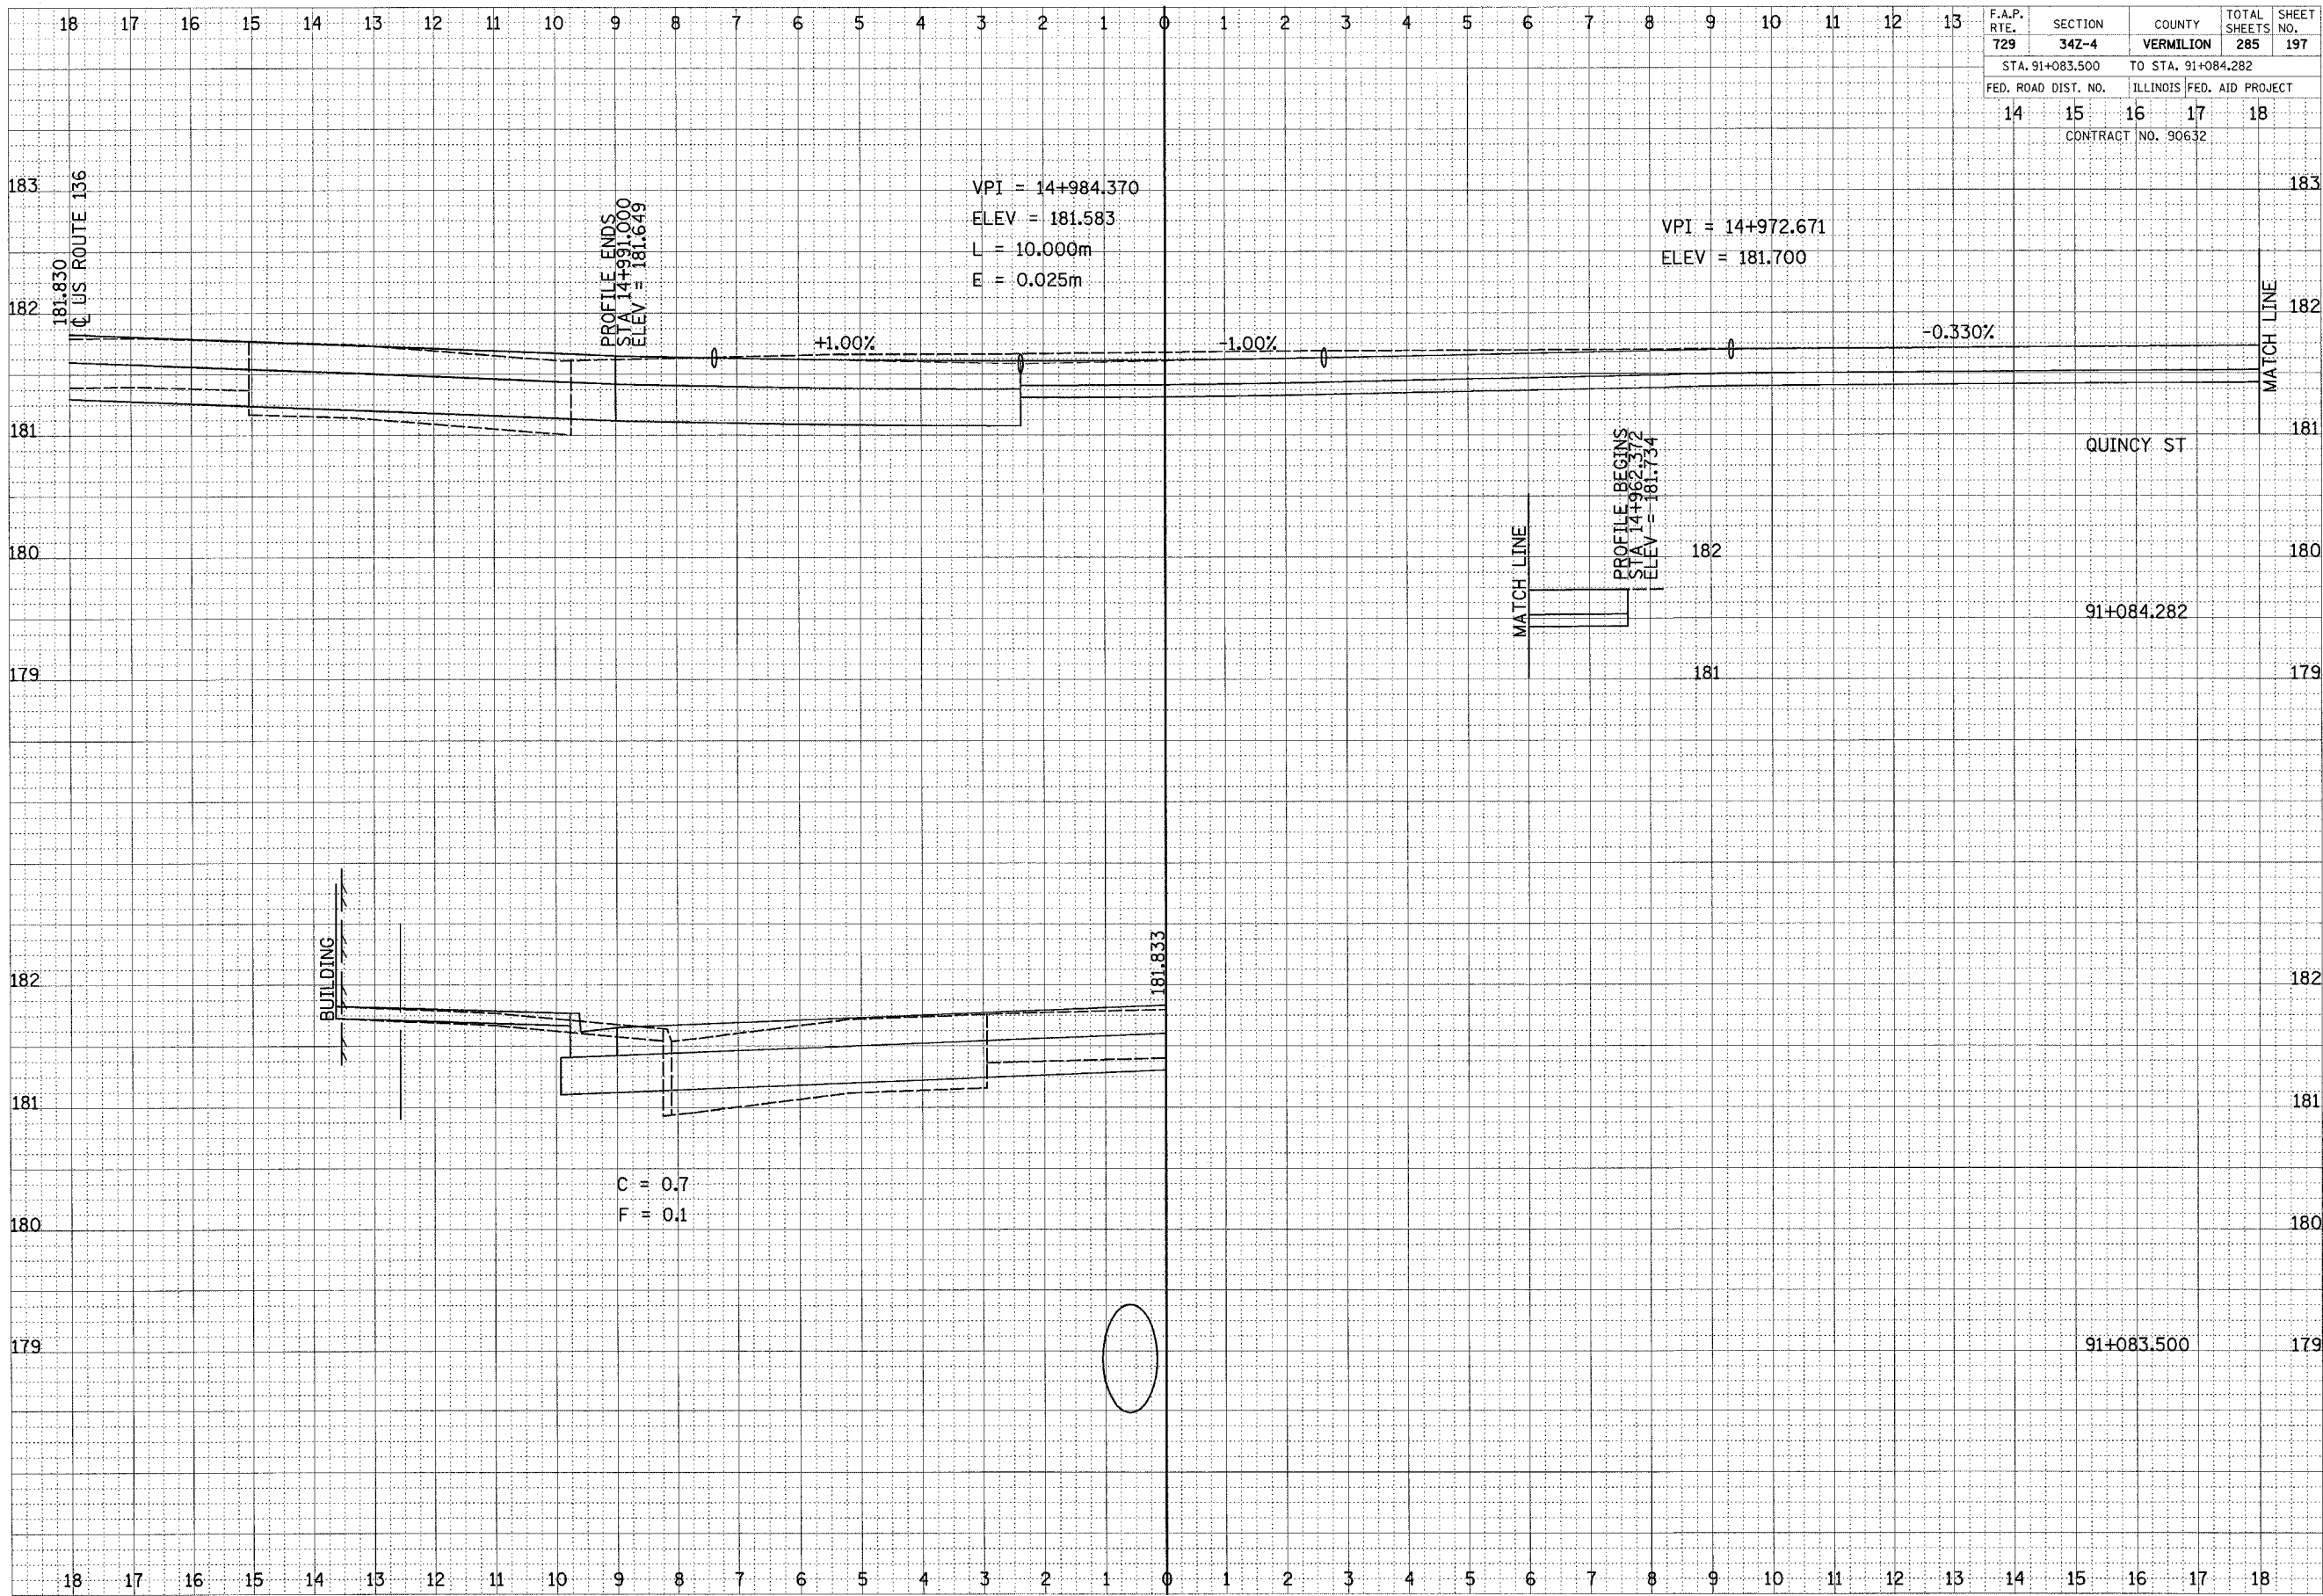 18 17 16 15 14 13 12 11 10 9 8 7 6 5 4 3 2 1 0 1 2 3 4 5 6 7 8 9 10 11 12 13
F.A.P. RTE. SECTION COUNTY TOTAL SHEETS SHEET NO.
729 34Z-4 VERMILION 285 197
STA. 91+083.500 TO STA. 91+084.282
FED. ROAD DIST. NO. ILLINOIS FED. AID PROJECT
14 15 16 17 18
CONTRACT NO. 90632
183 183
181.830
℄ US ROUTE 136
PROFILE ENDS
STA 14+991.000
ELEV = 181.649
VPI = 14+984.370
ELEV = 181.583
L = 10.000m
E = 0.025m
VPI = 14+972.671
ELEV = 181.700
182 182
+1.00%
-1.00%
-0.330%
MATCH LINE
181 181
QUINCY ST
PROFILE BEGINS
STA 14+962.372
ELEV = 181.734
MATCH LINE
180 182 180
91+084.282
179 181 179
BUILDING
181.833
182 182
181 181
C = 0.7
F = 0.1
180 180
179 91+083.500 179
18 17 16 15 14 13 12 11 10 9 8 7 6 5 4 3 2 1 0 1 2 3 4 5 6 7 8 9 10 11 12 13 14 15 16 17 18